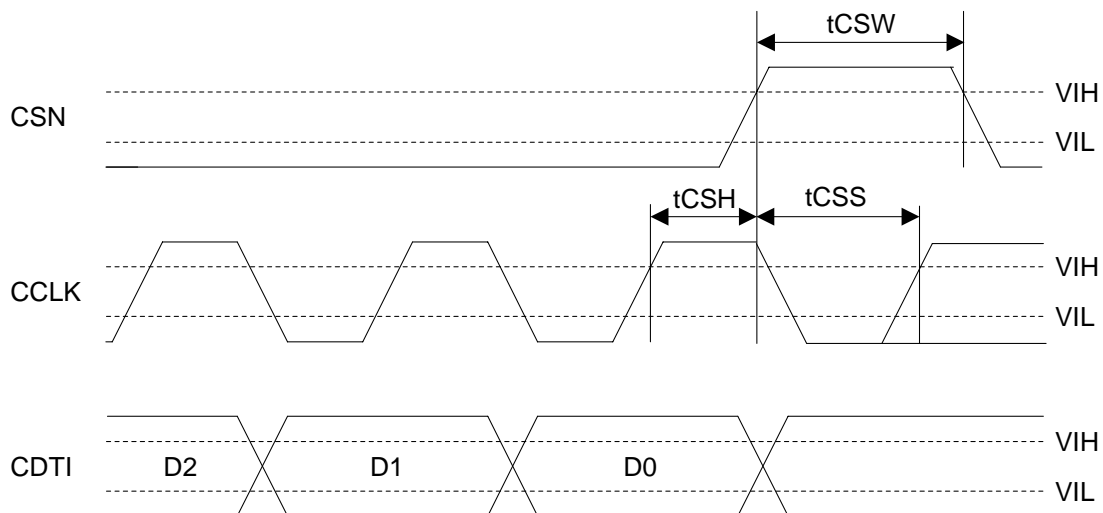 tCSW
CSN
VIH
VIL
tCSH
tCSS
CCLK
VIH
VIL
CDTI
D2
D1
D0
VIH
VIL